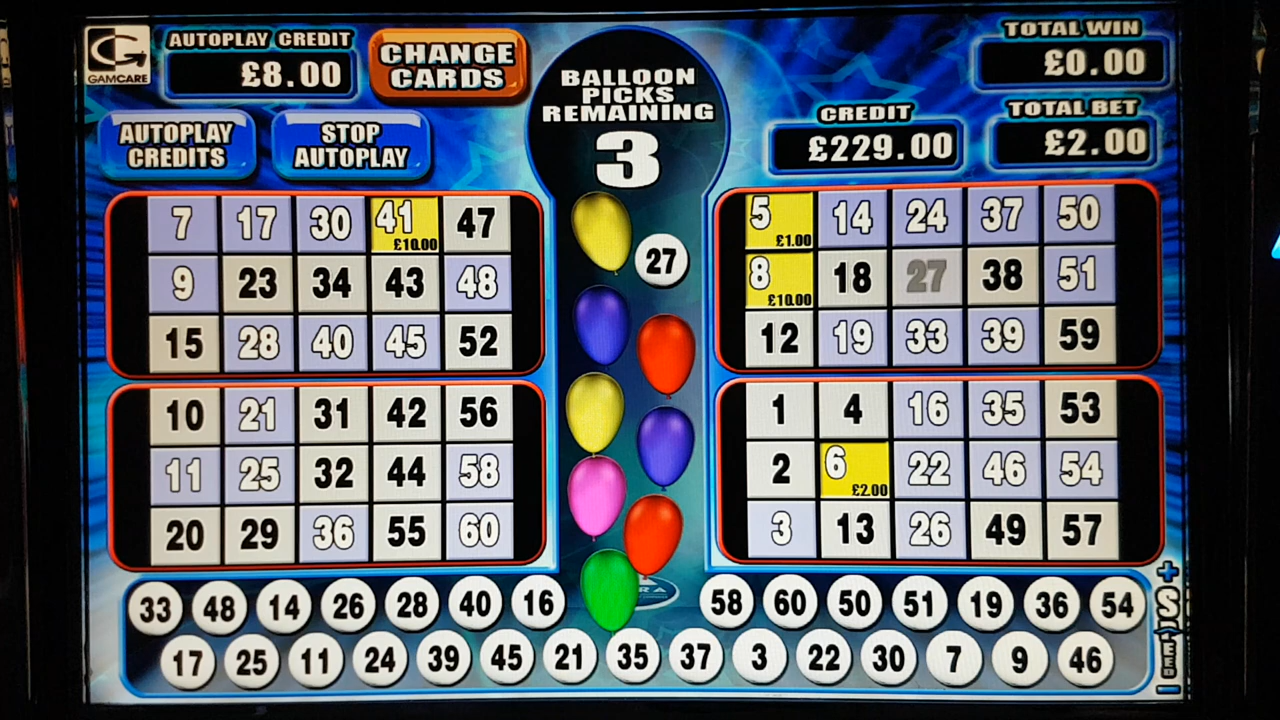 GAMCARE
AUTOPLAY CREDIT
£8.00
CHANGE
CARDS
AUTOPLAY
CREDITS
STOP
AUTOPLAY
BALLOON
PICKS
REMAINING
3
TOTAL WIN
£0.00
CREDIT
£229.00
TOTAL BET
£2.00
7 17 30 41 47
£10.00
9 23 34 43 48
15 28 40 45 52
10 21 31 42 56
11 25 32 44 58
20 29 36 55 60
27
5 14 24 37 50
£1.00
8 18 27 38 51
£10.00
12 19 33 39 59
1 4 16 35 53
2 6 22 46 54
£2.00
3 13 26 49 57
33 48 14 26 28 40 16 58 60 50 51 19 36 54
17 25 11 24 39 45 21 35 37 3 22 30 7 9 46
+
SPEED
-